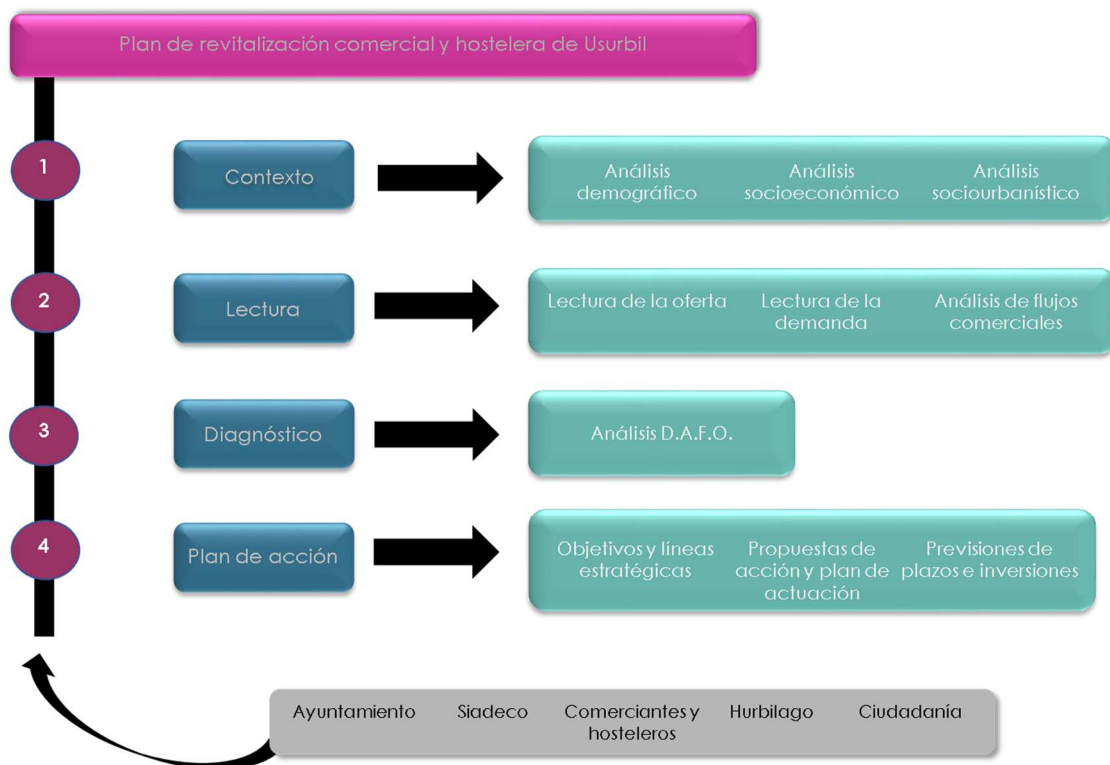 Plan de revitalización comercial y hostelera de Usurbil
1
Contexto
Análisis
demográfico
Análisis
socioeconómico
Análisis
sociourbanístico
2
Lectura
Lectura de la oferta
Lectura de la
demanda
Análisis de flujos
comerciales
3
Diagnóstico
Análisis D.A.F.O.
4
Plan de acción
Objetivos y líneas
estratégicas
Propuestas de
acción y plan de
actuación
Previsiones de
plazos e inversiones
Ayuntamiento
Siadeco
Comerciantes y
hosteleros
Hurbilago
Ciudadanía